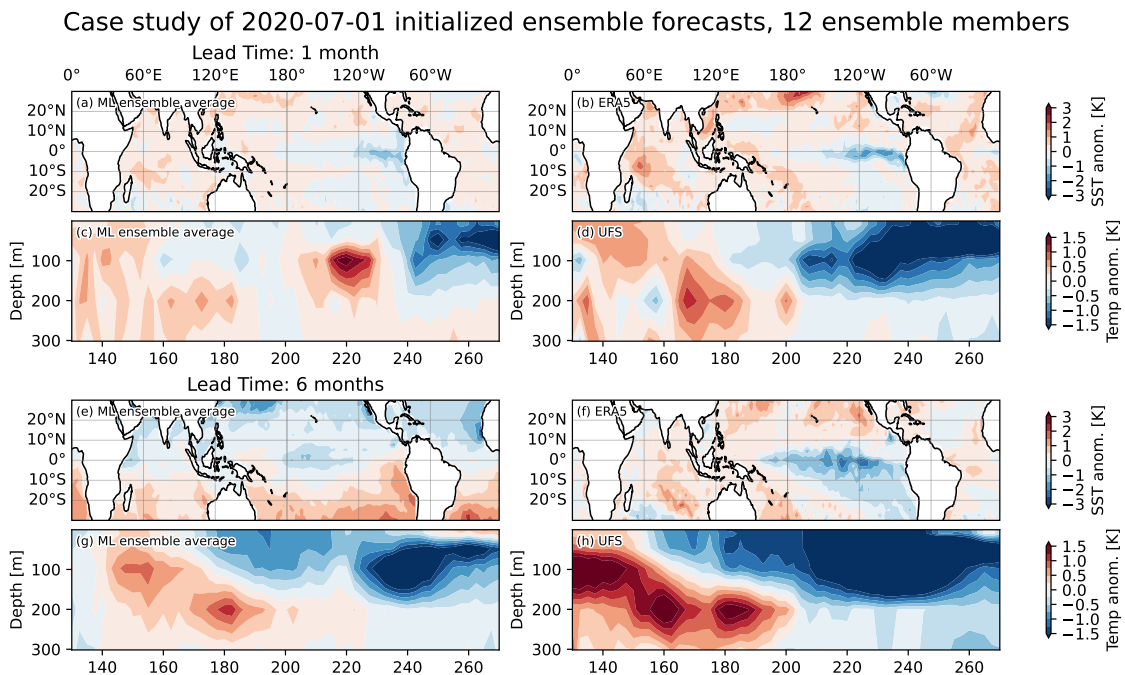 Case study of 2020-07-01 initialized ensemble forecasts, 12 ensemble members
Lead Time: 1 month
0° 60°E 120°E 180° 120°W 60°W
0° 60°E 120°E 180° 120°W 60°W
(a) ML ensemble average
20°N
10°N
0°
10°S
20°S
(b) ERA5
20°N
10°N
0°
10°S
20°S
3
2
1
0
−1
−2
−3
SST anom. [K]
(c) ML ensemble average
Depth [m]
100
200
300
140 160 180 200 220 240 260
(d) UFS
Depth [m]
100
200
300
140 160 180 200 220 240 260
1.5
1.0
0.5
0.0
−0.5
−1.0
−1.5
Temp anom. [K]
Lead Time: 6 months
(e) ML ensemble average
20°N
10°N
0°
10°S
20°S
(f) ERA5
20°N
10°N
0°
10°S
20°S
3
2
1
0
−1
−2
−3
SST anom. [K]
(g) ML ensemble average
Depth [m]
100
200
300
140 160 180 200 220 240 260
(h) UFS
Depth [m]
100
200
300
140 160 180 200 220 240 260
1.5
1.0
0.5
0.0
−0.5
−1.0
−1.5
Temp anom. [K]